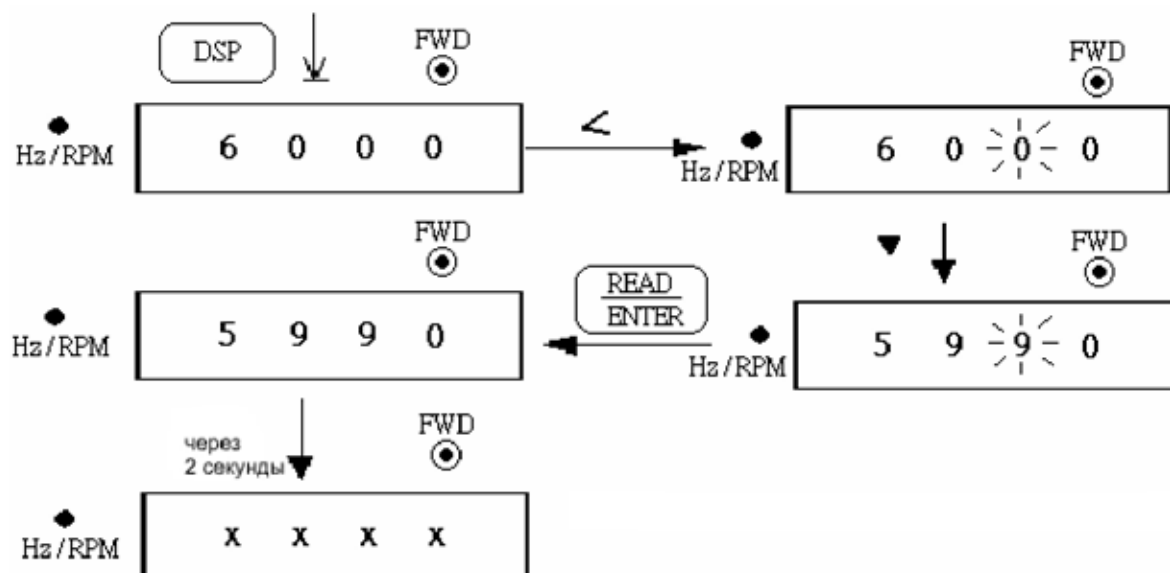 DSP
FWD
Hz/RPM
6 0 0 0
<
FWD
Hz/RPM
6 0 0 0
FWD
Hz/RPM
5 9 9 0
READ
ENTER
▼
FWD
Hz/RPM
5 9 9 0
через
2 секунды
FWD
Hz/RPM
x x x x